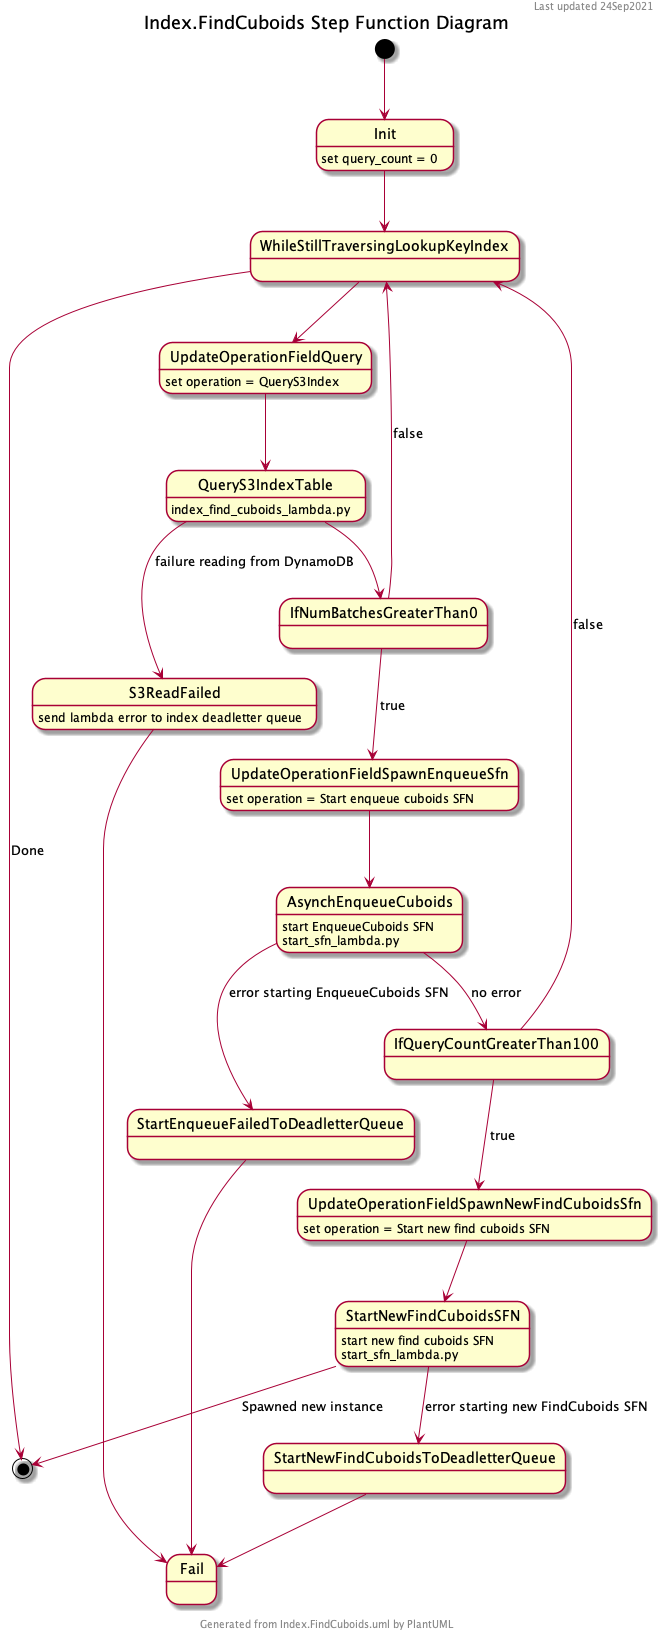 Last updated 24Sep2021
Index.FindCuboids Step Function Diagram
Init
set query_count = 0
WhileStillTraversingLookupKeyIndex
UpdateOperationFieldQuery
set operation = QueryS3Index
false
QueryS3IndexTable
index_find_cuboids_lambda.py
failure reading from DynamoDB
IfNumBatchesGreaterThan0
false
S3ReadFailed
send lambda error to index deadletter queue
true
UpdateOperationFieldSpawnEnqueueSfn
set operation = Start enqueue cuboids SFN
Done
AsynchEnqueueCuboids
start EnqueueCuboids SFN
start_sfn_lambda.py
error starting EnqueueCuboids SFN
no error
IfQueryCountGreaterThan100
StartEnqueueFailedToDeadletterQueue
true
UpdateOperationFieldSpawnNewFindCuboidsSfn
set operation = Start new find cuboids SFN
StartNewFindCuboidsSFN
start new find cuboids SFN
start_sfn_lambda.py
Spawned new instance
error starting new FindCuboids SFN
StartNewFindCuboidsToDeadletterQueue
Fail
Generated from Index.FindCuboids.uml by PlantUML